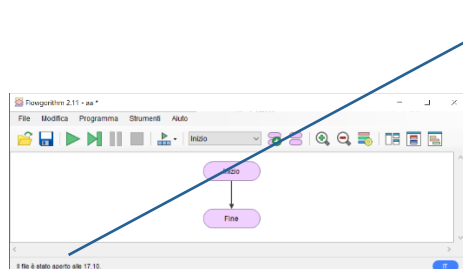 Flowgorithm 2.11 - aa *
File Modifica Programma Strumenti Aiuto
Inizio
Inizio
Fine
Il file è stato aperto alle 17.10.
IT